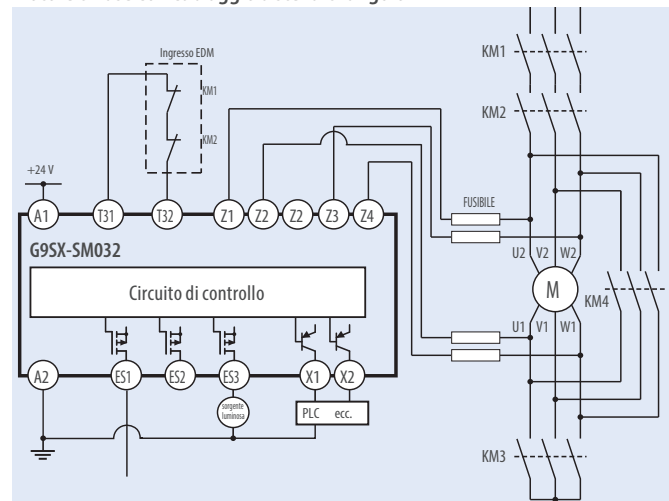 KM1
Ingresso EDM
KM1
KM2
KM2
+24 V
A1
T31
T32
Z1
Z2
Z2
Z3
Z4
FUSIBILE
G9SX-SM032
U2 V2 W2
Circuito di controllo
M
KM4
U1 V1 W1
A2
ES1
ES2
ES3
X1
X2
sorgente
luminosa
PLC ecc.
KM3